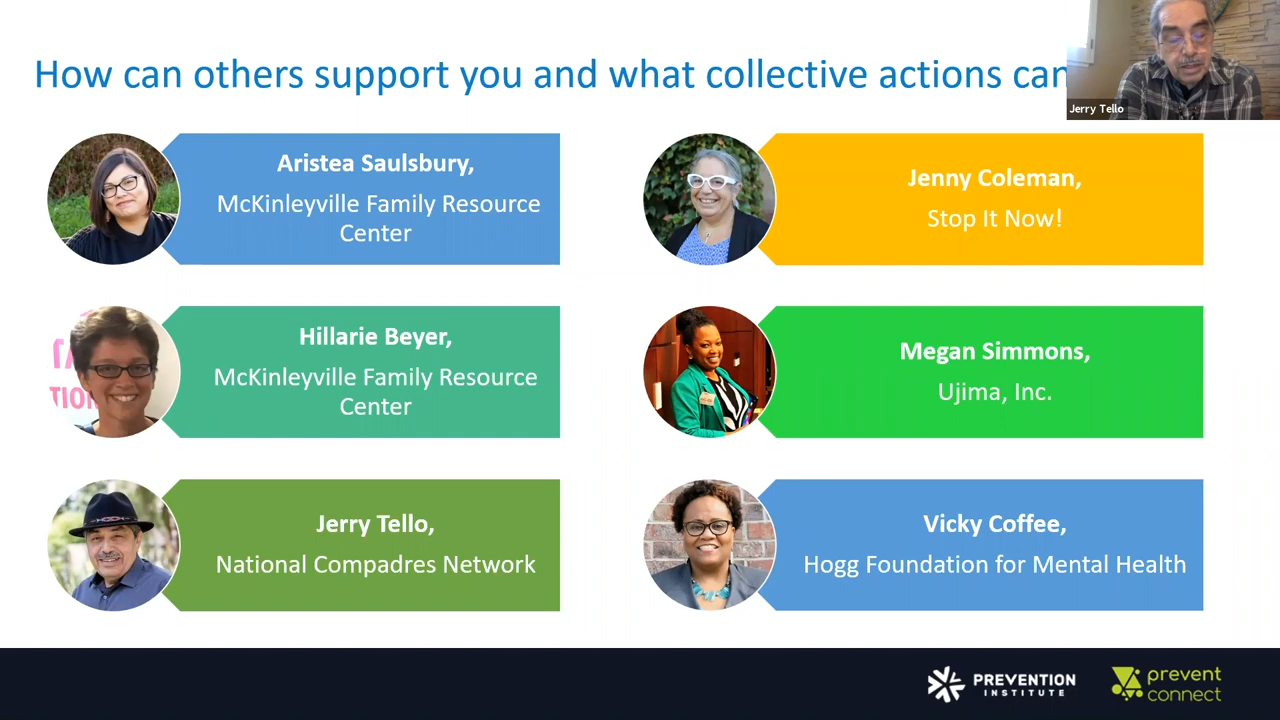 How can others support you and what collective actions can
Jerry Tello
Aristea Saulsbury,
McKinleyville Family Resource
Center
Jenny Coleman,
Stop It Now!
Hillarie Beyer,
McKinleyville Family Resource
Center
Megan Simmons,
Ujima, Inc.
Jerry Tello,
National Compadres Network
Vicky Coffee,
Hogg Foundation for Mental Health
PREVENTION
INSTITUTE
prevent
connect